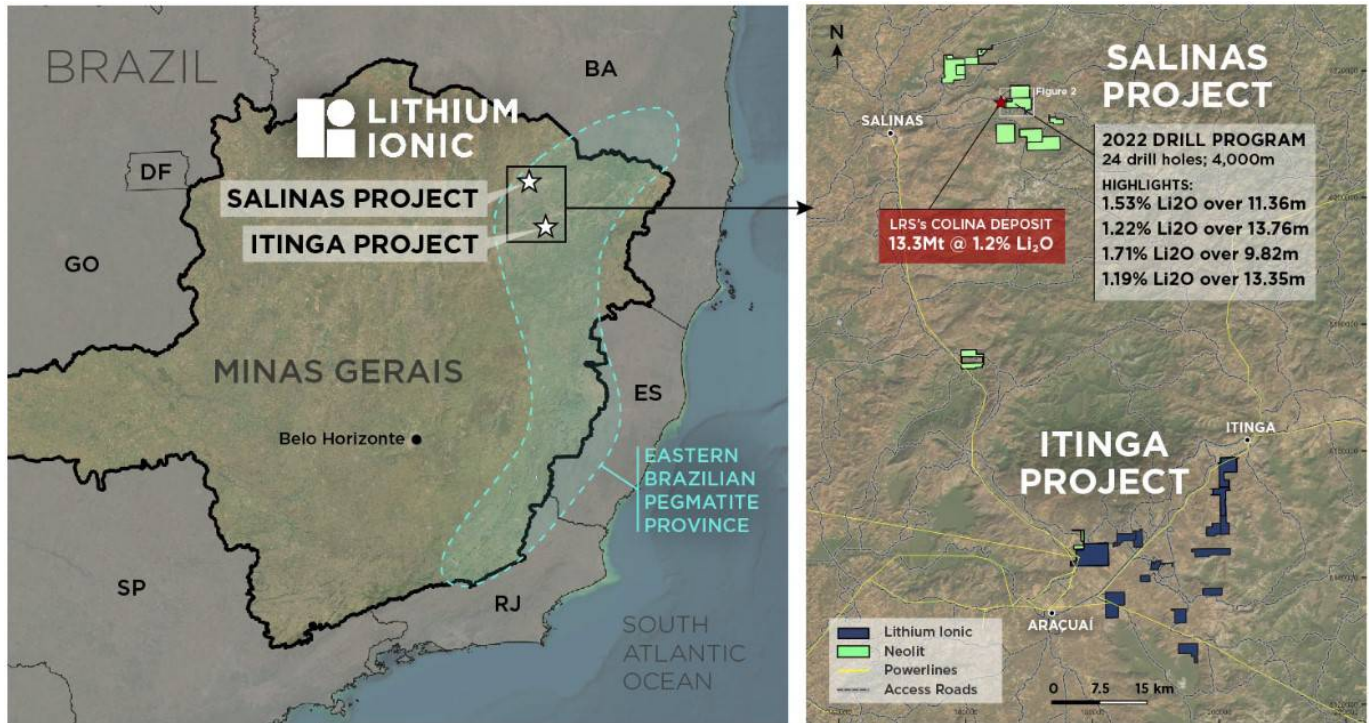 BRAZIL
BA
LITHIUM
IONIC
DF
SALINAS PROJECT
ITINGA PROJECT
GO
MINAS GERAIS
ES
Belo Horizonte
EASTERN
BRAZILIAN
PEGMATITE
PROVINCE
SP
RJ
SOUTH
ATLANTIC
OCEAN
N
SALINAS
PROJECT
Figure 2
SALINAS
2022 DRILL PROGRAM
24 drill holes; 4,000m
HIGHLIGHTS:
1.53% Li2O over 11.36m
1.22% Li2O over 13.76m
1.71% Li2O over 9.82m
1.19% Li2O over 13.35m
LRS's COLINA DEPOSIT
13.3Mt @ 1.2% Li₂O
ITINGA
ITINGA
PROJECT
ARAÇUAÍ
Lithium Ionic
Neolit
Powerlines
Access Roads
0 7.5 15 km